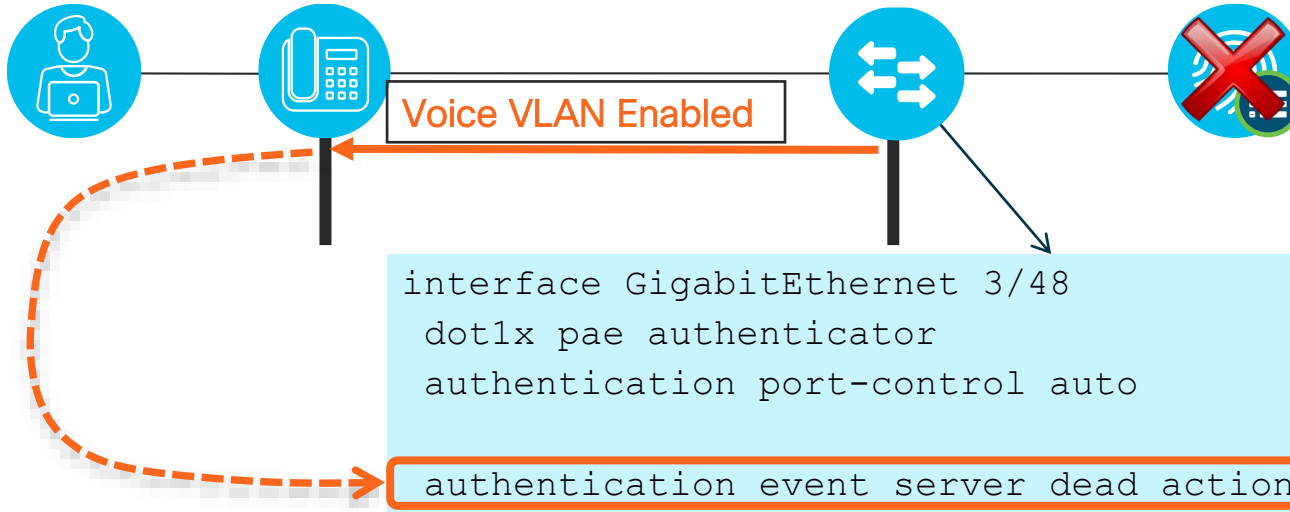 Voice VLAN Enabled
interface GigabitEthernet 3/48
dot1x pae authenticator
authentication port-control auto
authentication event server dead action